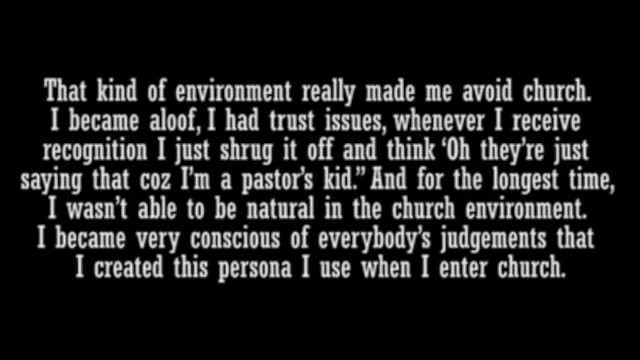 That kind of environment really made me avoid church.
I became aloof, I had trust issues, whenever I receive
recognition I just shrug it off and think ‘Oh they’re just
saying that coz I’m a pastor’s kid.” And for the longest time,
I wasn’t able to be natural in the church environment.
I became very conscious of everybody’s judgements that
I created this persona I use when I enter church.